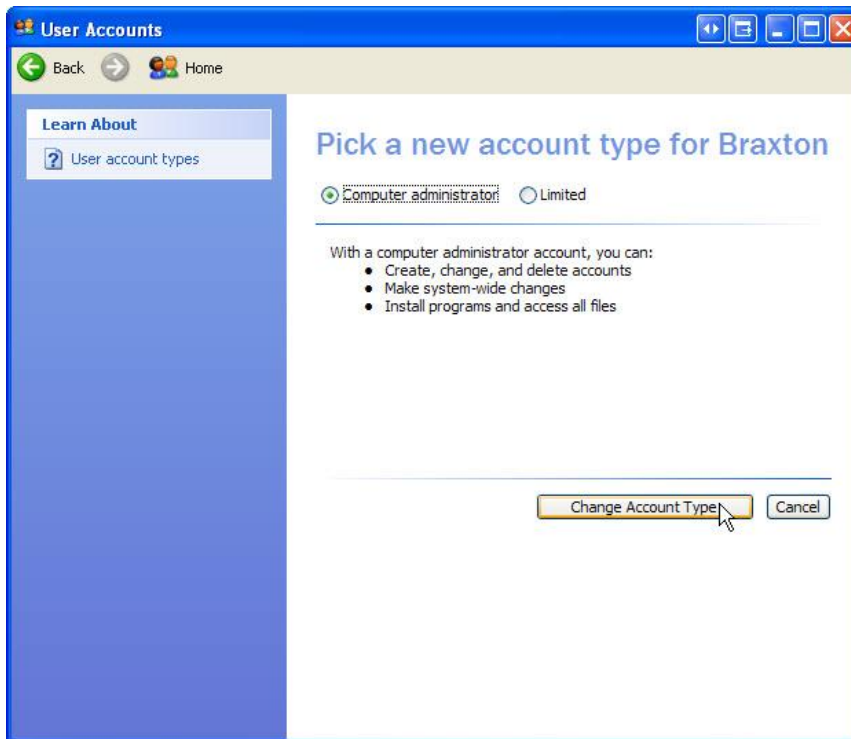 User Accounts
Back
Home
Learn About
User account types
Pick a new account type for Braxton
Computer administrator
Limited
With a computer administrator account, you can:
● Create, change, and delete accounts
● Make system-wide changes
● Install programs and access all files
Change Account Type
Cancel